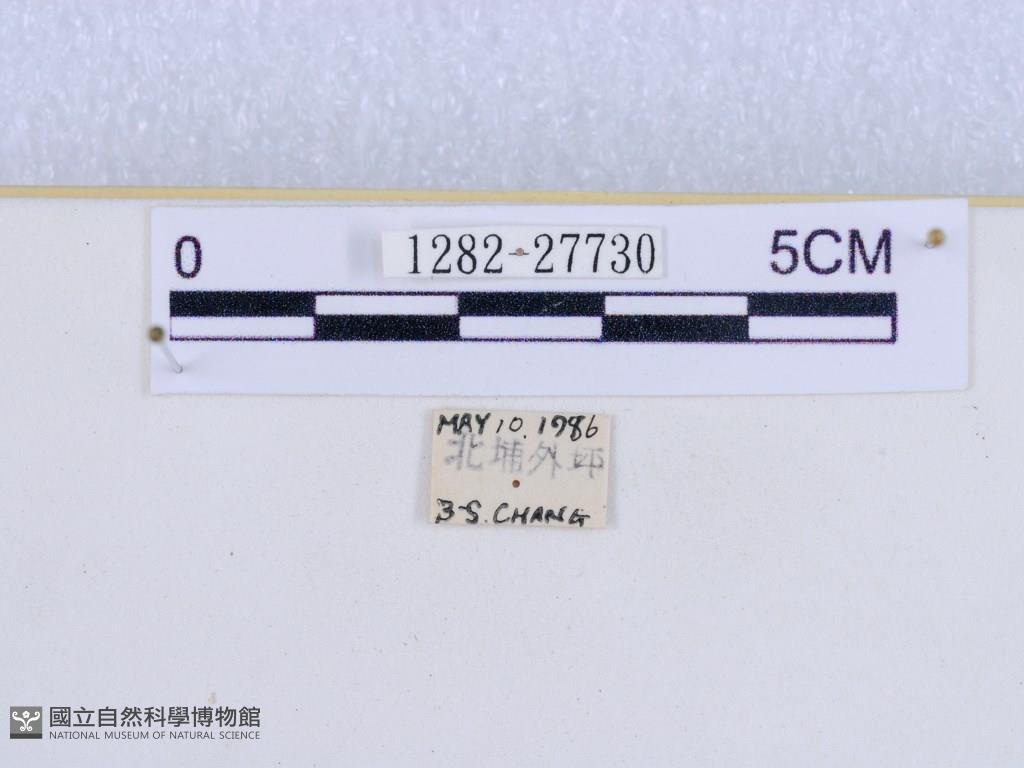 0
1282-27730
5CM
MAY 10. 1986
北埔外坪
B-S. CHANG
國立自然科學博物館
NATIONAL MUSEUM OF NATURAL SCIENCE